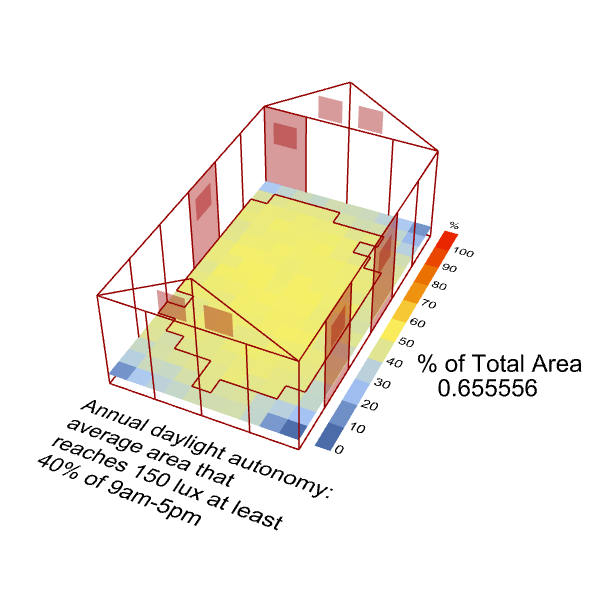 %
100
90
80
70
60
50
40
30
20
10
0
% of Total Area
0.655556
Annual daylight autonomy:
average area that
reaches 150 lux at least
40% of 9am-5pm